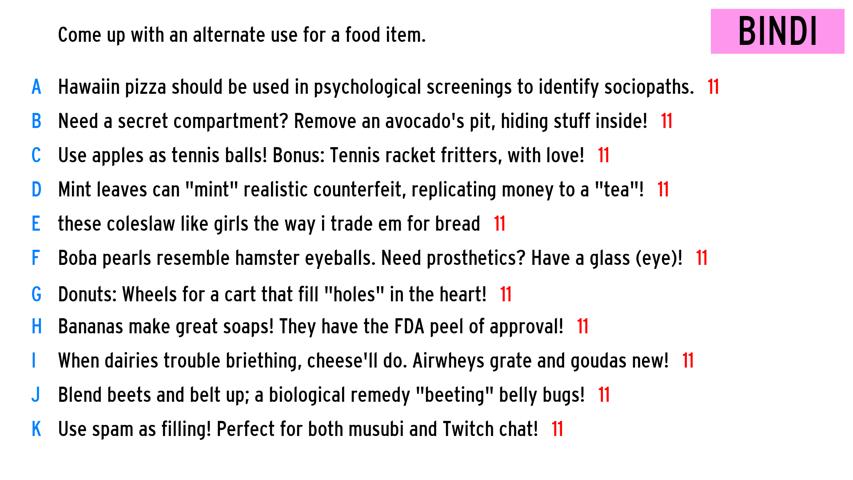 Come up with an alternate use for a food item.
BINDI
A Hawaiin pizza should be used in psychological screenings to identify sociopaths. 11
B Need a secret compartment? Remove an avocado's pit, hiding stuff inside! 11
C Use apples as tennis balls! Bonus: Tennis racket fritters, with love! 11
D Mint leaves can "mint" realistic counterfeit, replicating money to a "tea"! 11
E these coleslaw like girls the way i trade em for bread 11
F Boba pearls resemble hamster eyeballs. Need prosthetics? Have a glass (eye)! 11
G Donuts: Wheels for a cart that fill "holes" in the heart! 11
H Bananas make great soaps! They have the FDA peel of approval! 11
I When dairies trouble briething, cheese'll do. Airwheys grate and goudas new! 11
J Blend beets and belt up; a biological remedy "beeting" belly bugs! 11
K Use spam as filling! Perfect for both musubi and Twitch chat! 11